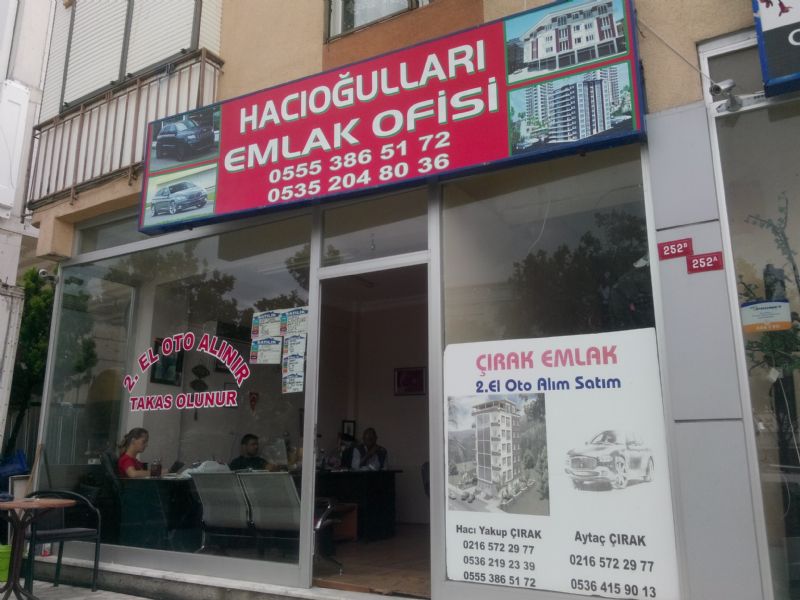 HACIOĞULLARI
EMLAK OFİSİ
0555 386 51 72
0535 204 80 36
252B
252A
2. EL OTO ALINIR
TAKAS OLUNUR
SATILIK
ÇIRAK EMLAK
2.El Oto Alım Satım
Hacı Yakup ÇIRAK
0216 572 29 77
0536 219 23 39
0555 386 51 72
Aytaç ÇIRAK
0216 572 29 77
0536 415 90 13